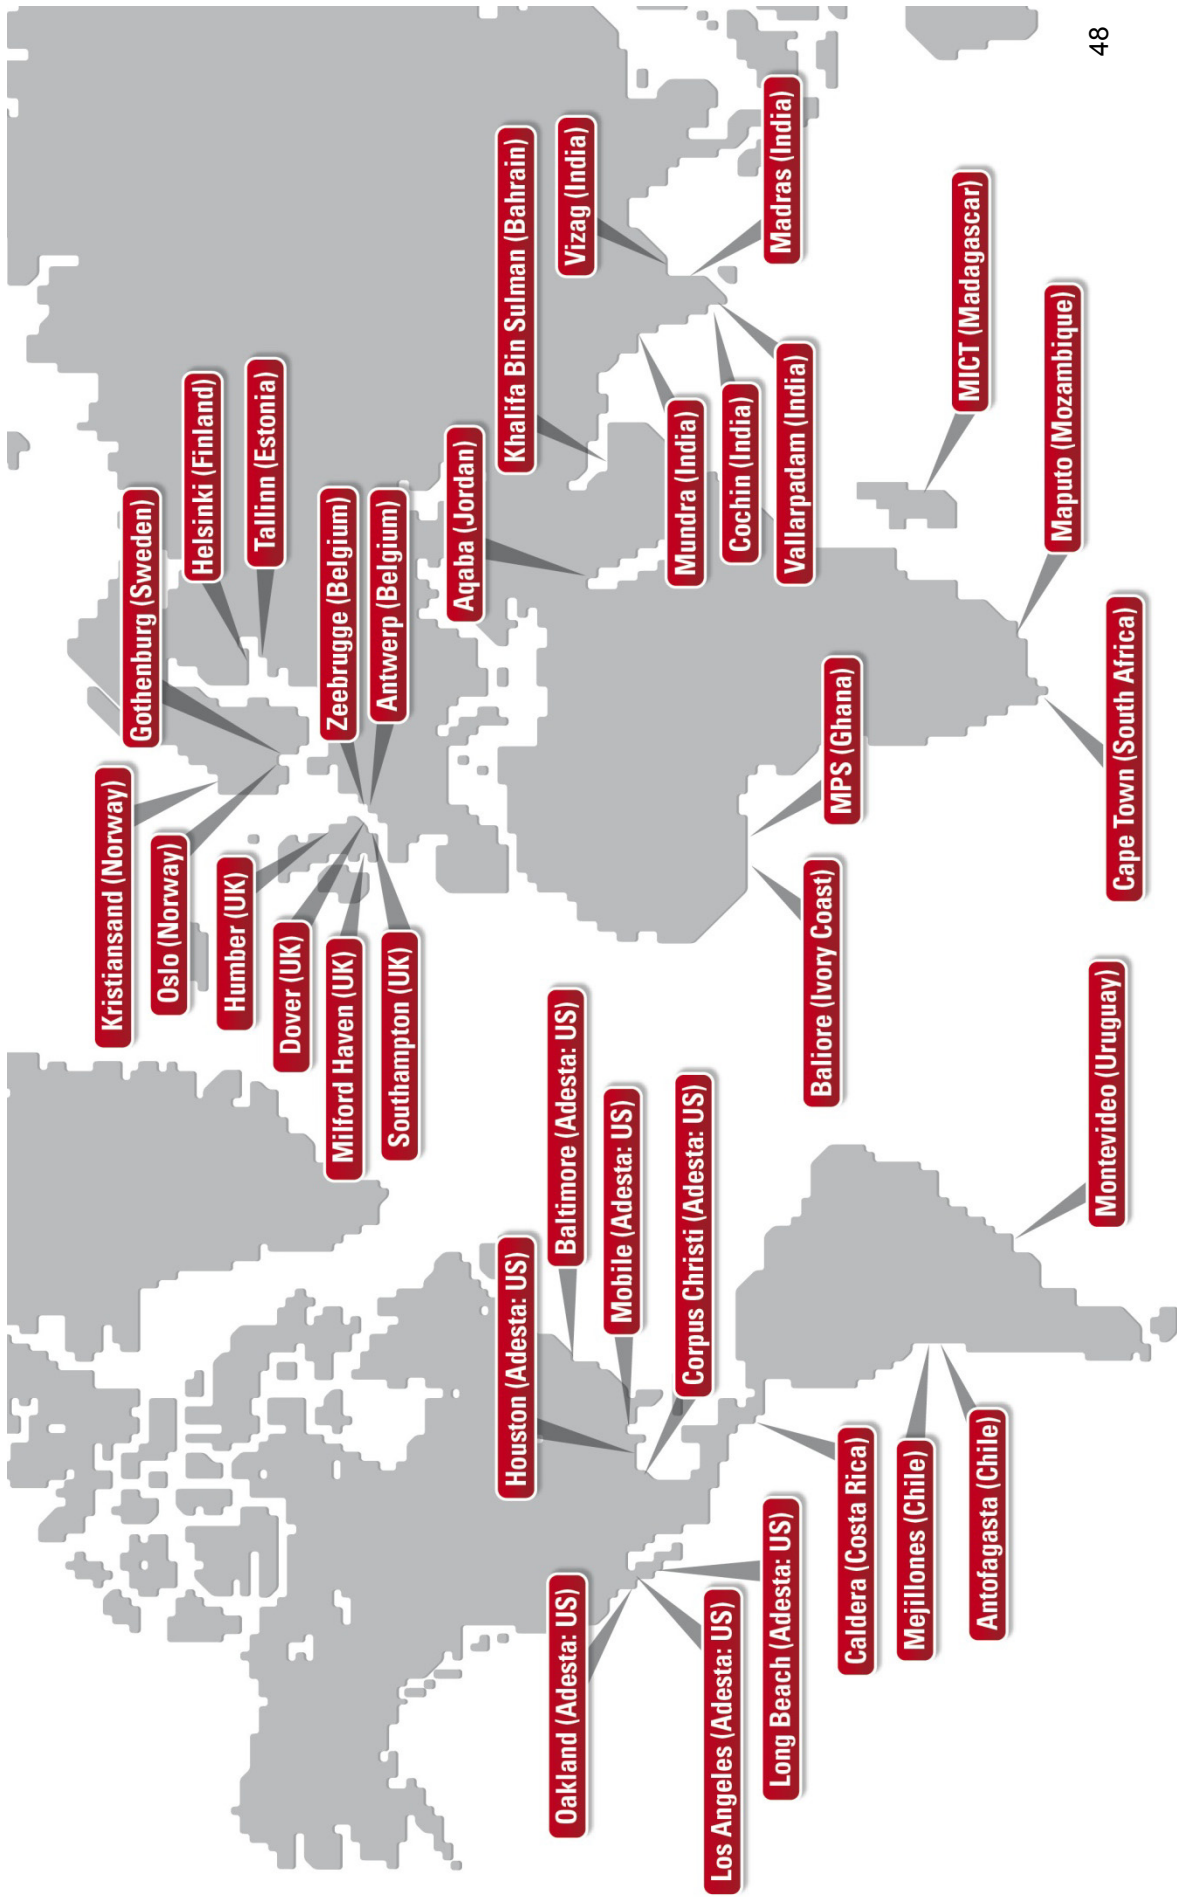 Kristiansand (Norway)
Gothenburg (Sweden)
Oslo (Norway)
Helsinki (Finland)
Humber (UK)
Tallinn (Estonia)
Dover (UK)
Zeebrugge (Belgium)
Milford Haven (UK)
Antwerp (Belgium)
Southampton (UK)
Aqaba (Jordan)
Khalifa Bin Sulman (Bahrain)
Houston (Adesta: US)
Vizag (India)
Oakland (Adesta: US)
Baltimore (Adesta: US)
Mobile (Adesta: US)
Mundra (India)
Corpus Christi (Adesta: US)
Los Angeles (Adesta: US)
Cochin (India)
Madras (India)
Long Beach (Adesta: US)
Vallarpadam (India)
Baliore (Ivory Coast)
MPS (Ghana)
Caldera (Costa Rica)
Mejillones (Chile)
MICT (Madagascar)
Antofagasta (Chile)
Maputo (Mozambique)
Montevideo (Uruguay)
Cape Town (South Africa)
48